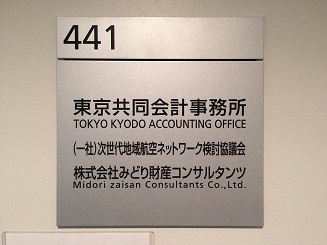 441
東京共同会計事務所
TOKYO KYODO ACCOUNTING OFFICE
(一社)次世代地域航空ネットワーク検討協議会
株式会社みどり財産コンサルタンツ
Midori zaisan Consultants Co.,Ltd.